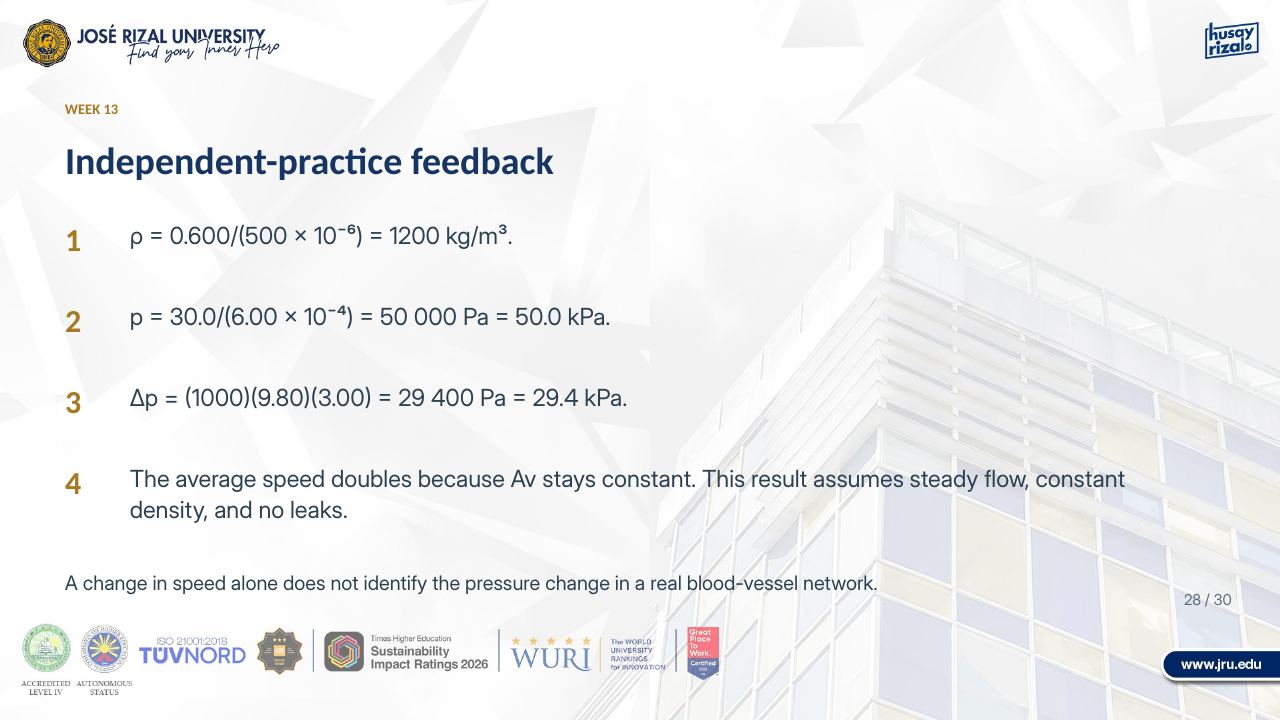 JOSÉ RIZAL UNIVERSITY
Find your Inner Hero
husay
rizal
WEEK 13
Independent-practice feedback
1 ρ = 0.600/(500 × 10⁻⁶) = 1200 kg/m³.
2 p = 30.0/(6.00 × 10⁻⁴) = 50 000 Pa = 50.0 kPa.
3 Δp = (1000)(9.80)(3.00) = 29 400 Pa = 29.4 kPa.
4 The average speed doubles because Av stays constant. This result assumes steady flow, constant
density, and no leaks.
A change in speed alone does not identify the pressure change in a real blood-vessel network.
28 / 30
ACCREDITED
LEVEL IV
AUTONOMOUS
STATUS
ISO 21001:2018
TÜVNORD
Times Higher Education
Sustainability
Impact Ratings 2026
WURI
The WORLD
UNIVERSITY
RANKINGS
for INNOVATION
Great
Place
To
Work.
Certified
www.jru.edu